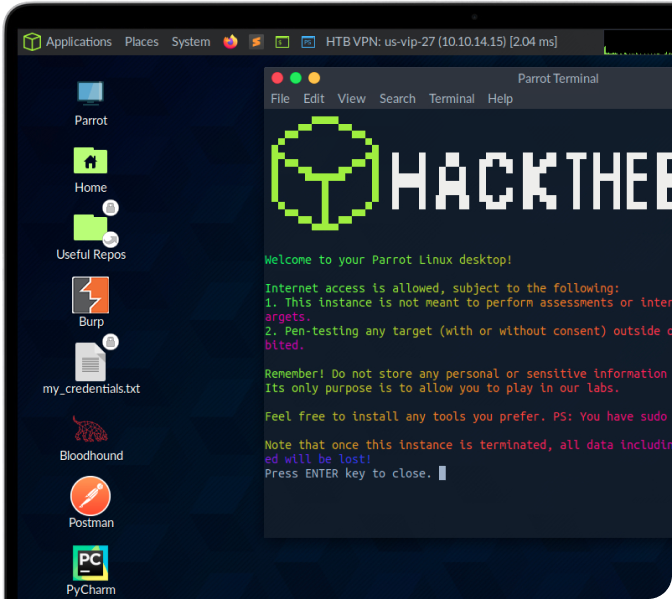 Applications Places System HTB VPN: us-vip-27 (10.10.14.15) [2.04 ms]
Parrot Terminal
File Edit View Search Terminal Help
HACKTHE
Parrot
Home
Useful Repos
Burp
my_credentials.txt
Bloodhound
Postman
PC
PyCharm
Welcome to your Parrot Linux desktop!
Internet access is allowed, subject to the following:
1. This instance is not meant to perform assessments or inter
argets.
2. Pen-testing any target (with or without consent) outside o
bited.
Remember! Do not store any personal or sensitive information
Its only purpose is to allow you to play in our labs.
Feel free to install any tools you prefer. PS: You have sudo
Note that once this instance is terminated, all data includin
ed will be lost!
Press ENTER key to close.